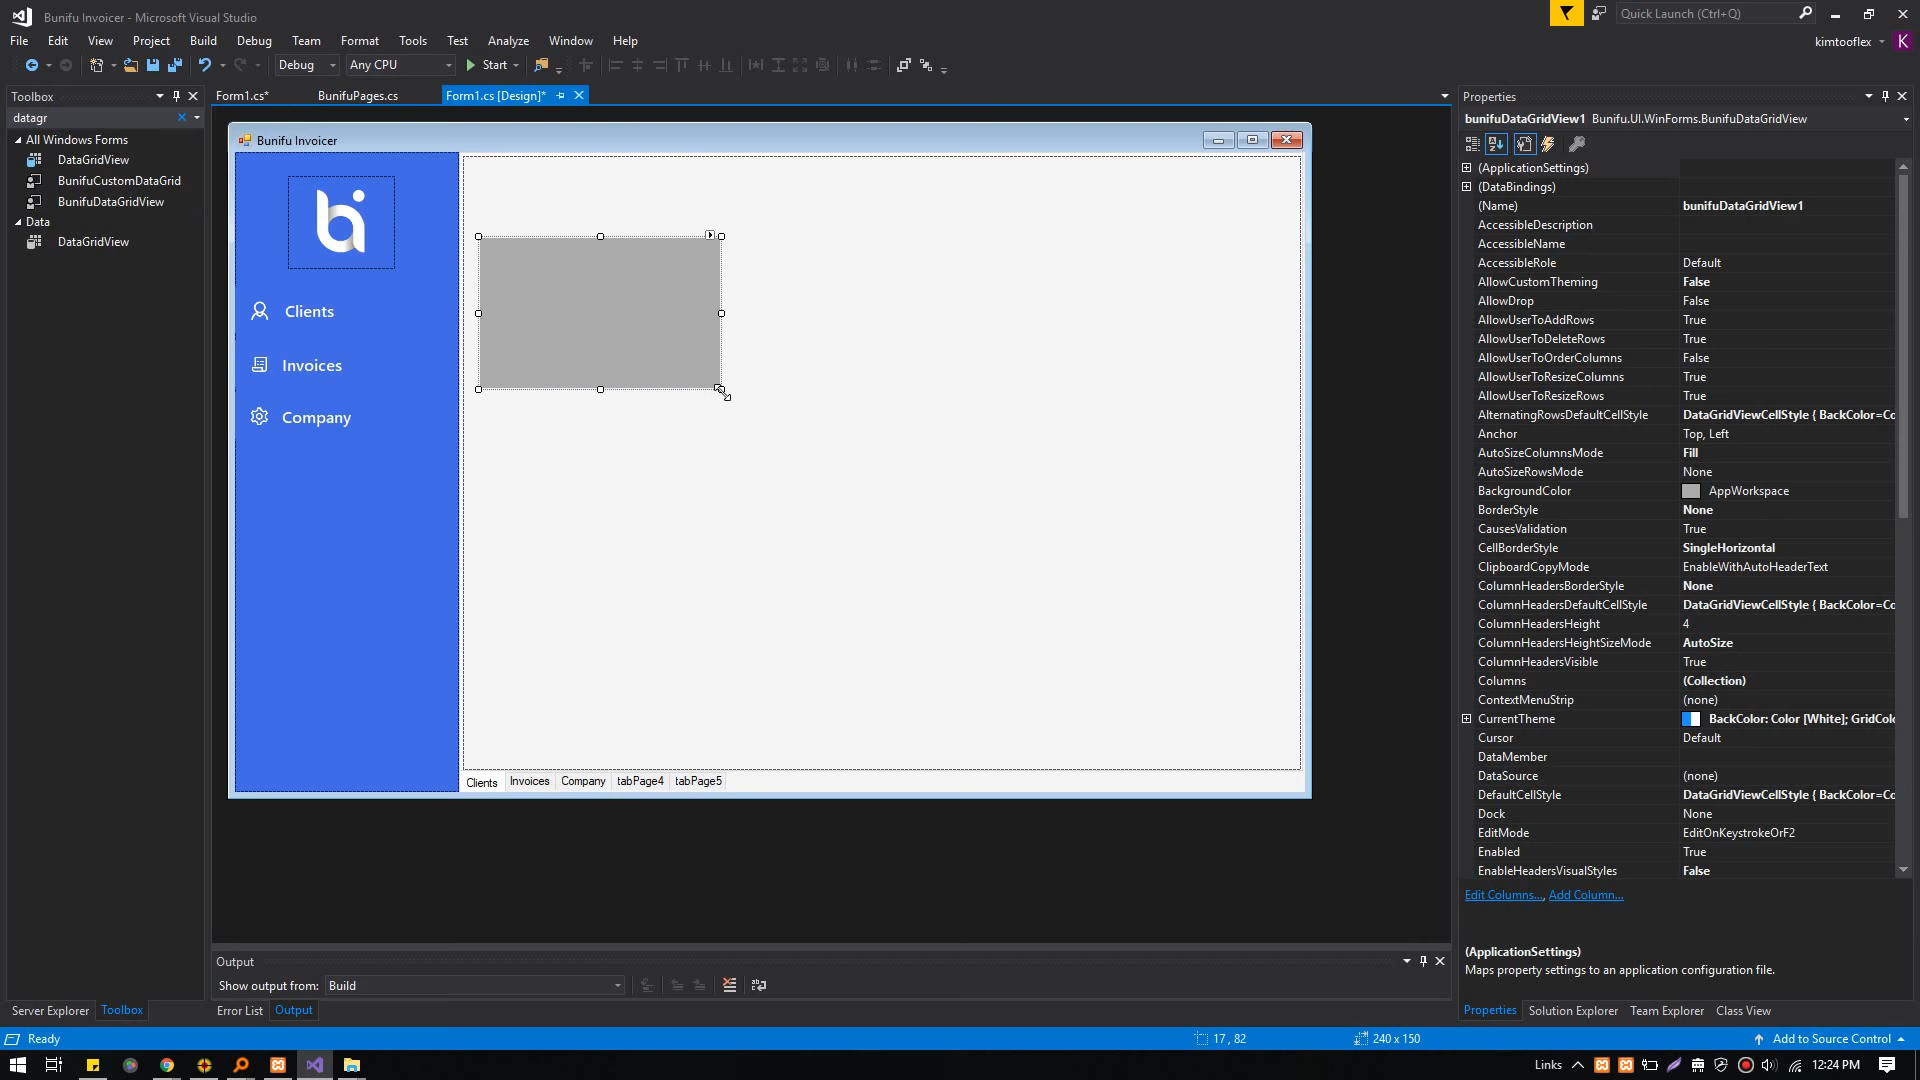 Bunifu Invoicer - Microsoft Visual Studio
Quick Launch (Ctrl+Q)
File Edit View Project Build Debug Team Format Tools Test Analyze Window Help
kimtooflex K
Debug Any CPU Start
Toolbox
datagr
All Windows Forms
DataGridView
BunifuCustomDataGrid
BunifuDataGridView
Data
DataGridView
Form1.cs* BunifuPages.cs Form1.cs [Design]*
Bunifu Invoicer
Clients
Invoices
Company
Clients Invoices Company tabPage4 tabPage5
Output
Show output from: Build
Properties
bunifuDataGridView1 Bunifu.UI.WinForms.BunifuDataGridView
(ApplicationSettings)
(DataBindings)
(Name) bunifuDataGridView1
AccessibleDescription
AccessibleName
AccessibleRole Default
AllowCustomTheming False
AllowDrop False
AllowUserToAddRows True
AllowUserToDeleteRows True
AllowUserToOrderColumns False
AllowUserToResizeColumns True
AllowUserToResizeRows True
AlternatingRowsDefaultCellStyle DataGridViewCellStyle { BackColor=Co
Anchor Top, Left
AutoSizeColumnsMode Fill
AutoSizeRowsMode None
BackgroundColor AppWorkspace
BorderStyle None
CausesValidation True
CellBorderStyle SingleHorizontal
ClipboardCopyMode EnableWithAutoHeaderText
ColumnHeadersBorderStyle None
ColumnHeadersDefaultCellStyle DataGridViewCellStyle { BackColor=Co
ColumnHeadersHeight 4
ColumnHeadersHeightSizeMode AutoSize
ColumnHeadersVisible True
Columns (Collection)
ContextMenuStrip (none)
CurrentTheme BackColor: Color [White]; GridColo
Cursor Default
DataMember
DataSource (none)
DefaultCellStyle DataGridViewCellStyle { BackColor=Co
Dock None
EditMode EditOnKeystrokeOrF2
Enabled True
EnableHeadersVisualStyles False
Edit Columns..., Add Column...
(ApplicationSettings)
Maps property settings to an application configuration file.
Server Explorer Toolbox
Error List Output
Properties Solution Explorer Team Explorer Class View
Ready 17 , 82 240 x 150 Add to Source Control
Links 12:24 PM